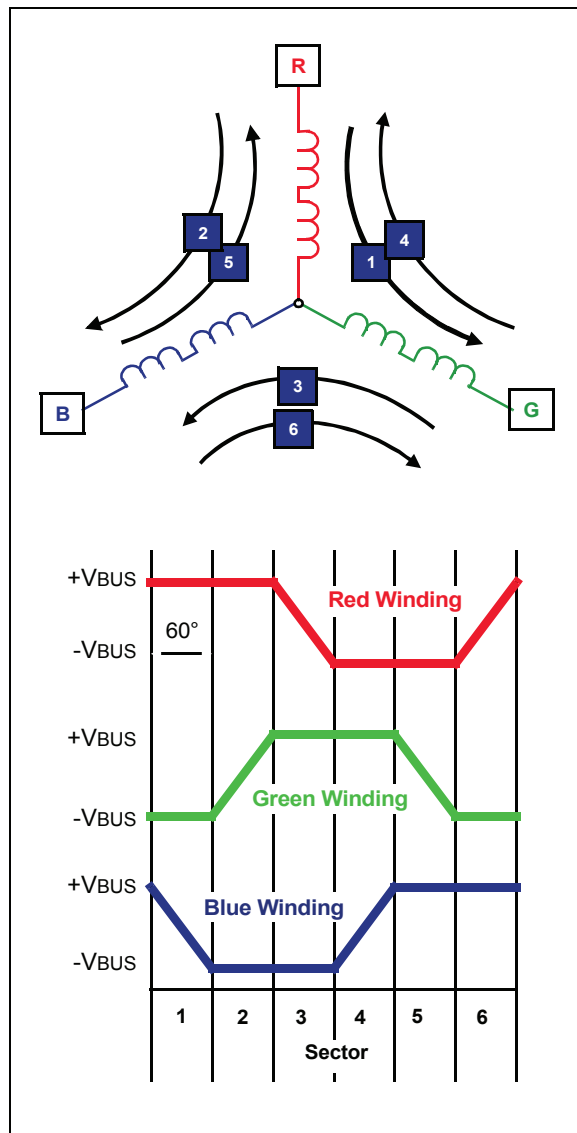 R
2
5
1
4
3
6
B
G
+VBUS
Red Winding
60°
-VBUS
+VBUS
Green Winding
-VBUS
+VBUS
Blue Winding
-VBUS
1 2 3 4 5 6
Sector